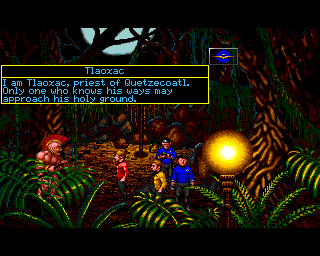 Tlaoxac
I am Tlaoxac, priest of Quetzecoatl.
Only one who knows his ways may
approach his holy ground.